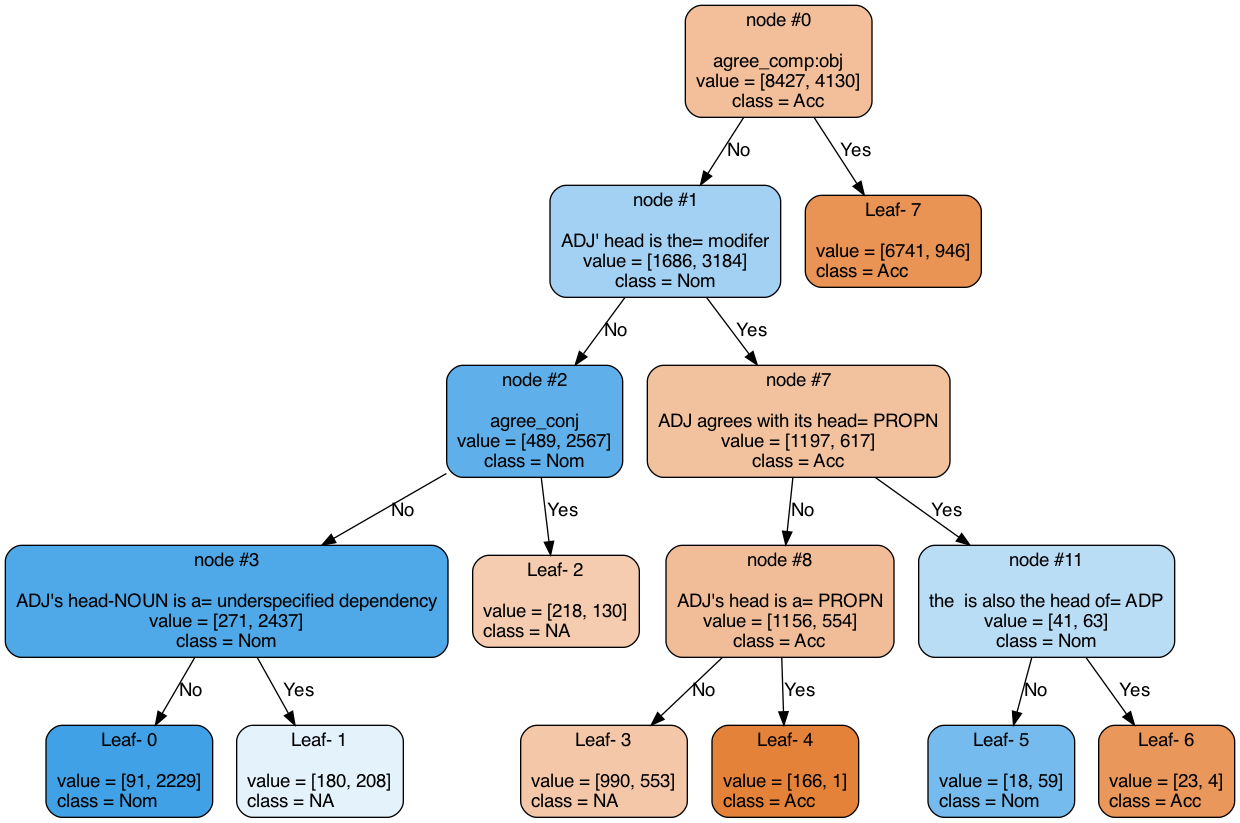 node #0
agree_comp:obj
value = [8427, 4130]
class = Acc
No
Yes
node #1
ADJ' head is the= modifer
value = [1686, 3184]
class = Nom
Leaf- 7
value = [6741, 946]
class = Acc
No
Yes
node #2
agree_conj
value = [489, 2567]
class = Nom
node #7
ADJ agrees with its head= PROPN
value = [1197, 617]
class = Acc
No
Yes
No
Yes
node #3
ADJ's head-NOUN is a= underspecified dependency
value = [271, 2437]
class = Nom
Leaf- 2
value = [218, 130]
class = NA
node #8
ADJ's head is a= PROPN
value = [1156, 554]
class = Acc
node #11
the  is also the head of= ADP
value = [41, 63]
class = Nom
No
Yes
No
Yes
No
Yes
Leaf- 0
value = [91, 2229]
class = Nom
Leaf- 1
value = [180, 208]
class = NA
Leaf- 3
value = [990, 553]
class = NA
Leaf- 4
value = [166, 1]
class = Acc
Leaf- 5
value = [18, 59]
class = Nom
Leaf- 6
value = [23, 4]
class = Acc